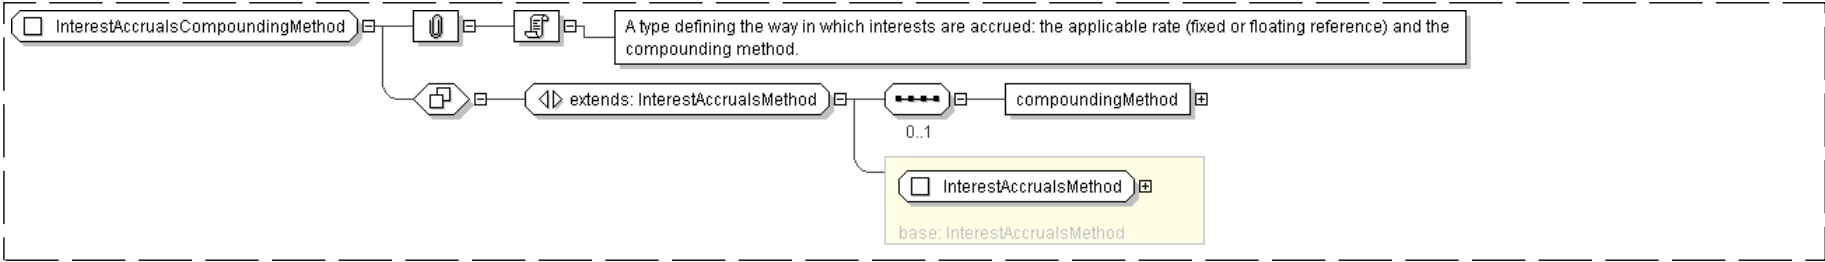 InterestAccrualsCompoundingMethod
A type defining the way in which interests are accrued: the applicable rate (fixed or floating reference) and the
compounding method.
extends: InterestAccrualsMethod
compoundingMethod
0..1
InterestAccrualsMethod
base: InterestAccrualsMethod